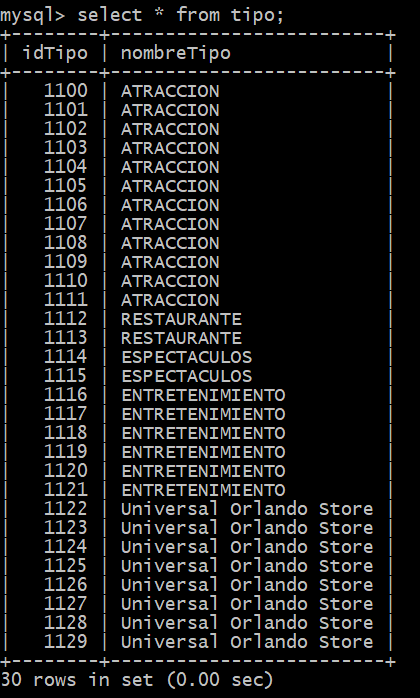 mysql> select * from tipo;
+--------+-------------------------+
| idTipo | nombreTipo              |
+--------+-------------------------+
|   1100 | ATRACCION               |
|   1101 | ATRACCION               |
|   1102 | ATRACCION               |
|   1103 | ATRACCION               |
|   1104 | ATRACCION               |
|   1105 | ATRACCION               |
|   1106 | ATRACCION               |
|   1107 | ATRACCION               |
|   1108 | ATRACCION               |
|   1109 | ATRACCION               |
|   1110 | ATRACCION               |
|   1111 | ATRACCION               |
|   1112 | RESTAURANTE             |
|   1113 | RESTAURANTE             |
|   1114 | ESPECTACULOS            |
|   1115 | ESPECTACULOS            |
|   1116 | ENTRETENIMIENTO         |
|   1117 | ENTRETENIMIENTO         |
|   1118 | ENTRETENIMIENTO         |
|   1119 | ENTRETENIMIENTO         |
|   1120 | ENTRETENIMIENTO         |
|   1121 | ENTRETENIMIENTO         |
|   1122 | Universal Orlando Store |
|   1123 | Universal Orlando Store |
|   1124 | Universal Orlando Store |
|   1125 | Universal Orlando Store |
|   1126 | Universal Orlando Store |
|   1127 | Universal Orlando Store |
|   1128 | Universal Orlando Store |
|   1129 | Universal Orlando Store |
+--------+-------------------------+
30 rows in set (0.00 sec)